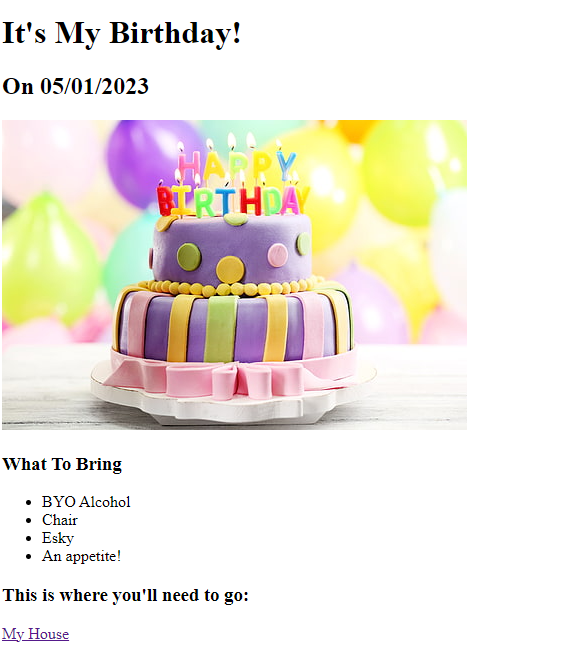 It's My Birthday!
On 05/01/2023
HAPPY
BIRTHDAY
What To Bring
BYO Alcohol
Chair
Esky
An appetite!
This is where you'll need to go:
My House